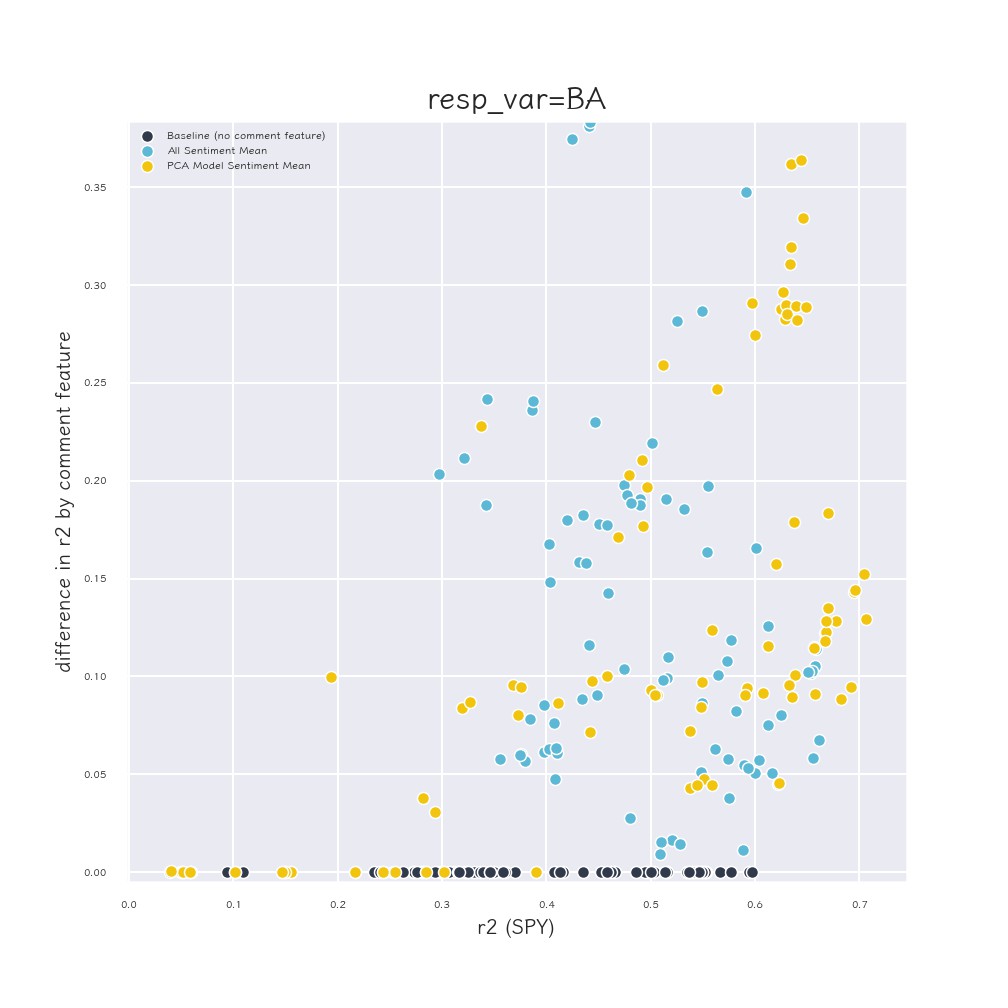 resp_var=BA
Baseline (no comment feature)
All Sentiment Mean
PCA Model Sentiment Mean
difference in r2 by comment feature
0.35
0.30
0.25
0.20
0.15
0.10
0.05
0.00
0.0 0.1 0.2 0.3 0.4 0.5 0.6 0.7
r2 (SPY)